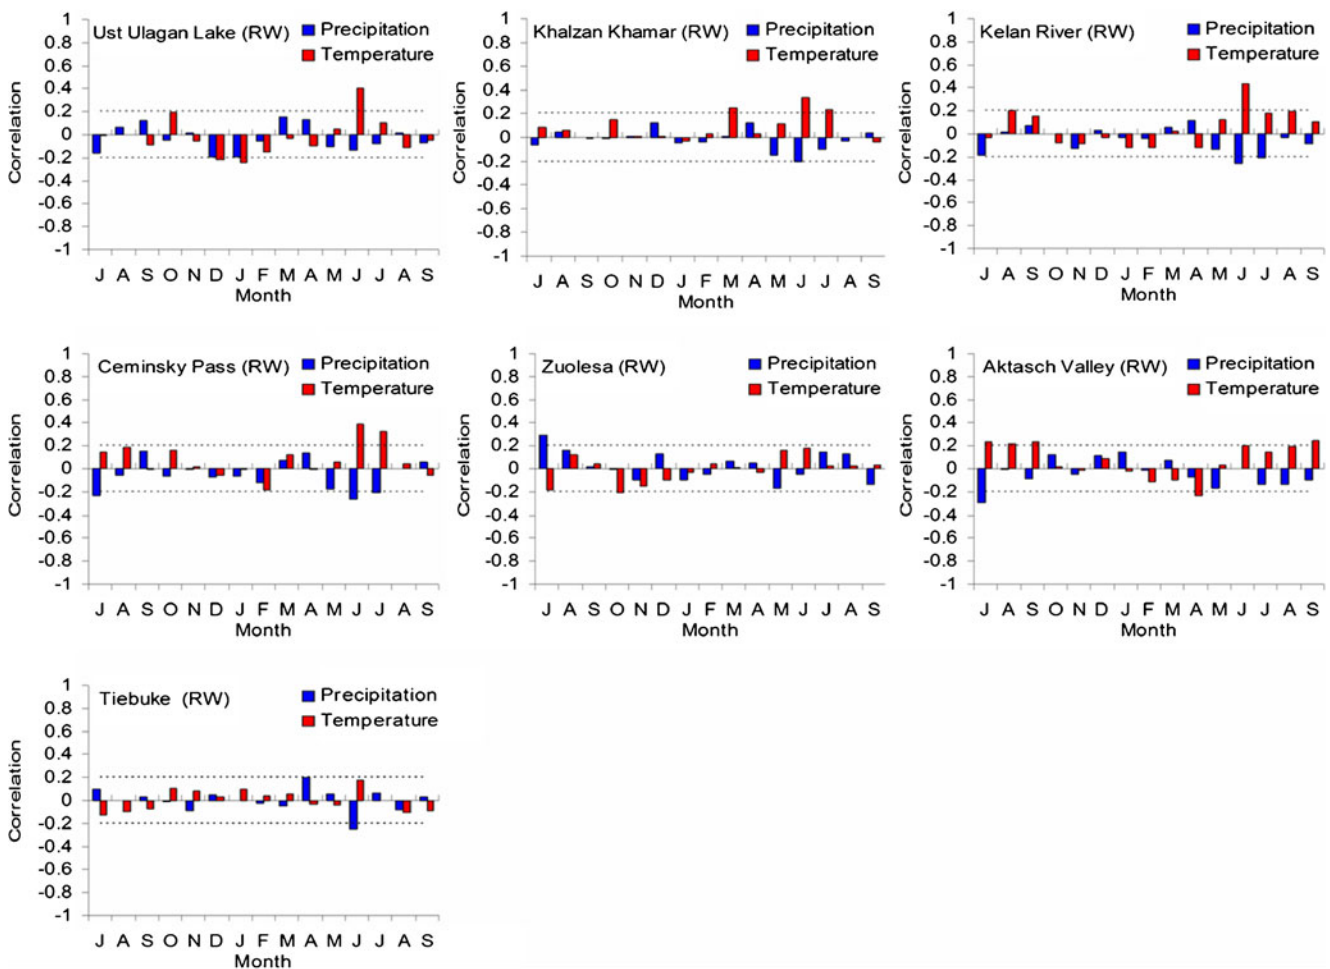 Ust Ulagan Lake (RW)
Precipitation
Temperature
Correlation
1
0.8
0.6
0.4
0.2
0
-0.2
-0.4
-0.6
-0.8
-1
J A S O N D J F M A M J J A S
Month
Khalzan Khamar (RW)
Precipitation
Temperature
Correlation
1
0.8
0.6
0.4
0.2
0
-0.2
-0.4
-0.6
-0.8
-1
J A S O N D J F M A M J J A S
Month
Kelan River (RW)
Precipitation
Temperature
Correlation
1
0.8
0.6
0.4
0.2
0
-0.2
-0.4
-0.6
-0.8
-1
J A S O N D J F M A M J J A S
Month
Ceminsky Pass (RW)
Precipitation
Temperature
Correlation
1
0.8
0.6
0.4
0.2
0
-0.2
-0.4
-0.6
-0.8
-1
J A S O N D J F M A M J J A S
Month
Zuolesa (RW)
Precipitation
Temperature
Correlation
1
0.8
0.6
0.4
0.2
0
-0.2
-0.4
-0.6
-0.8
-1
J A S O N D J F M A M J J A S
Month
Aktasch Valley (RW)
Precipitation
Temperature
Correlation
1
0.8
0.6
0.4
0.2
0
-0.2
-0.4
-0.6
-0.8
-1
J A S O N D J F M A M J J A S
Month
Tiebuke (RW)
Precipitation
Temperature
Correlation
1
0.8
0.6
0.4
0.2
0
-0.2
-0.4
-0.6
-0.8
-1
J A S O N D J F M A M J J A S
Month